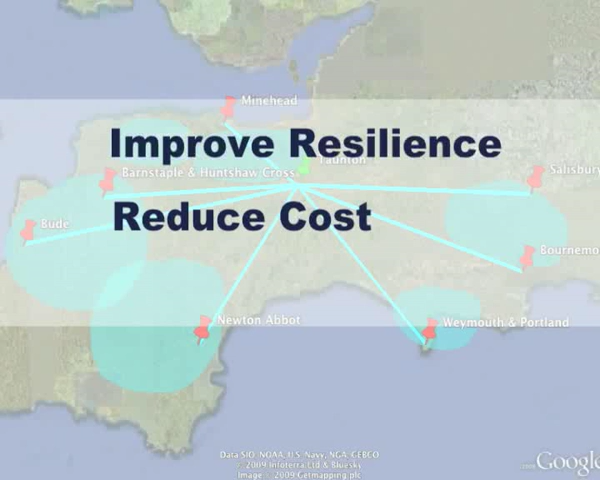 Minehead
Improve Resilience
Taunton
Barnstaple & Huntshaw Cross
Salisbury
Reduce Cost
Bude
Bournemo
Newton Abbot
Weymouth & Portland
Data SIO, NOAA, U.S. Navy, NGA, GEBCO
© 2009 Infoterra Ltd & Bluesky
Image © 2009 Getmapping plc
Google